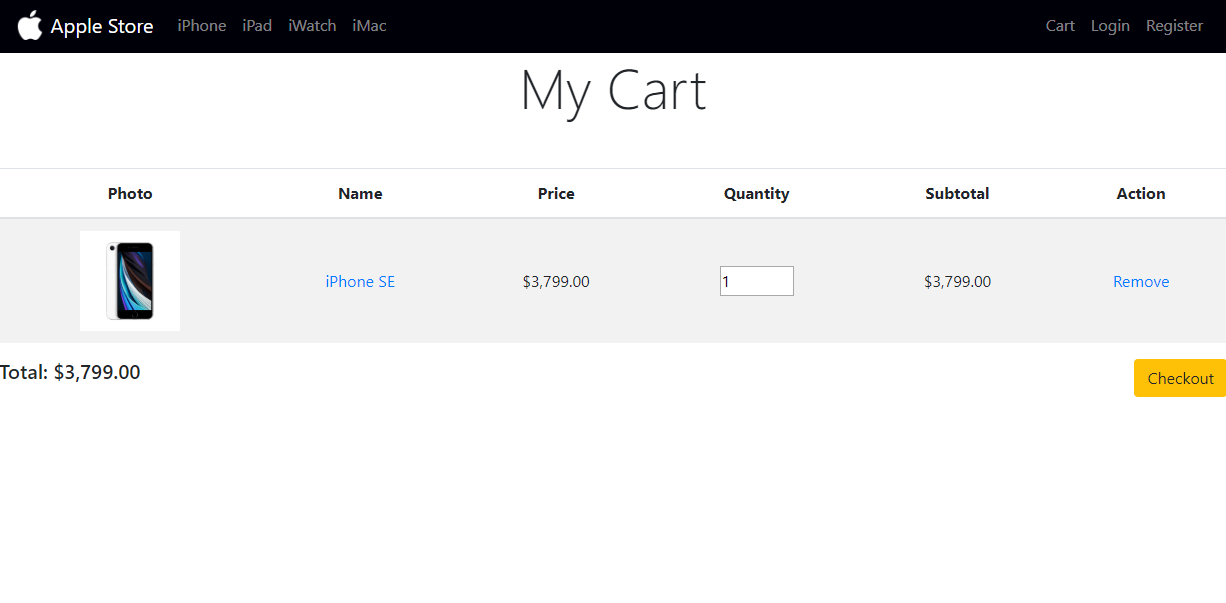 Apple Store iPhone iPad iWatch iMac Cart Login Register
My Cart
Photo Name Price Quantity Subtotal Action
iPhone SE $3,799.00 1 $3,799.00 Remove
Total: $3,799.00
Checkout